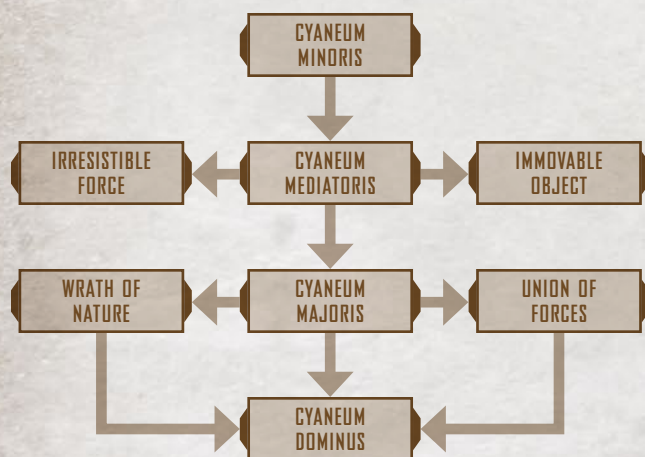 CYANEUM
MINORIS
IRRESISTIBLE
FORCE
CYANEUM
MEDIATORIS
IMMOVABLE
OBJECT
WRATH OF
NATURE
CYANEUM
MAJORIS
UNION OF
FORCES
CYANEUM
DOMINUS